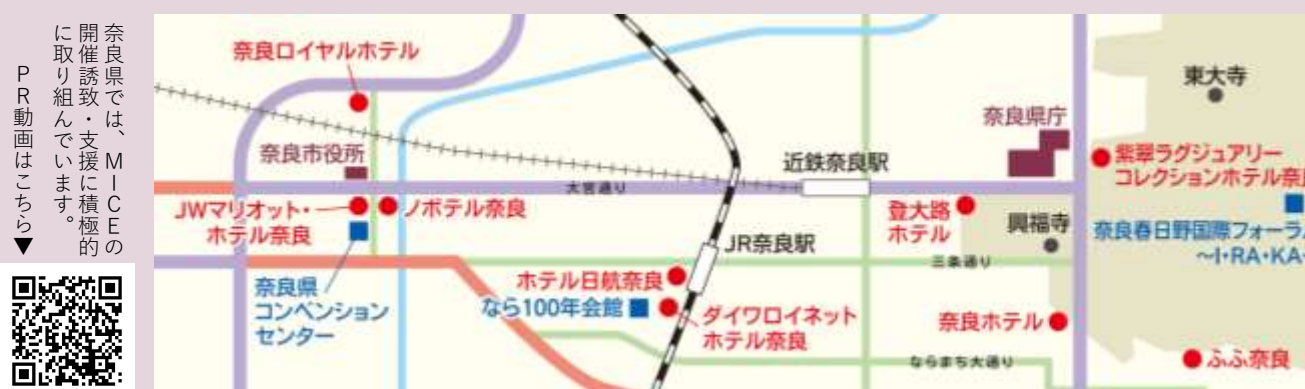 奈良県では、MICEの
開催誘致・支援に積極的
に取り組んでいます。
PR動画はこちら▼
奈良ロイヤルホテル
東大寺
奈良県庁
奈良市役所
近鉄奈良駅
紫翠ラグジュアリー
コレクションホテル奈
大宮通り
JWマリオット・
ホテル奈良
ノボテル奈良
登大路
ホテル
興福寺
奈良春日野国際フォーラム
~I・RA・KA・
JR奈良駅
三条通り
奈良県
コンベンション
センター
ホテル日航奈良
なら100年会館
ダイワロイネット
ホテル奈良
奈良ホテル
ならまち大通り
ふふ奈良